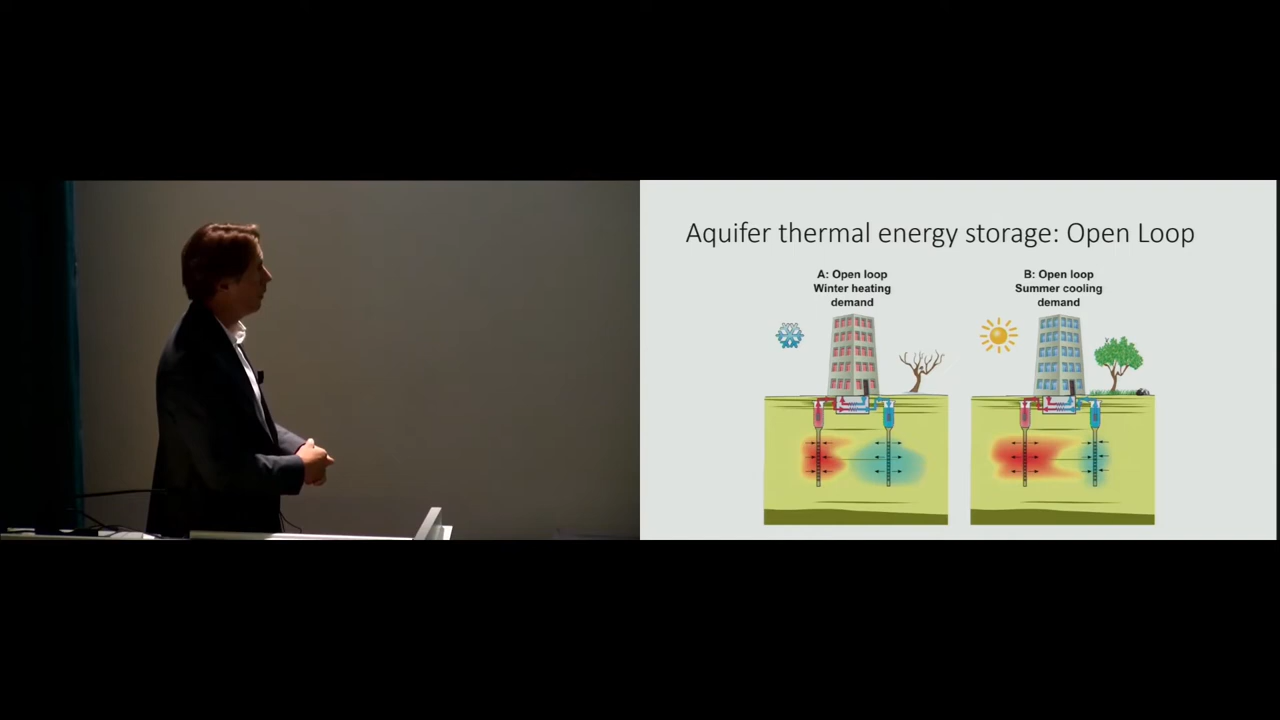 Aquifer thermal energy storage: Open Loop
A: Open loop
Winter heating
demand
B: Open loop
Summer cooling
demand